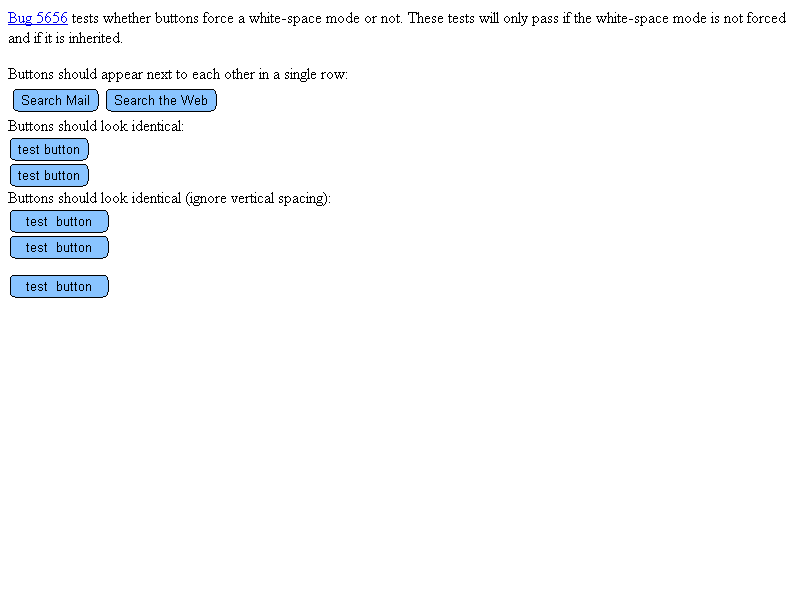 Bug 5656 tests whether buttons force a white-space mode or not. These tests will only pass if the white-space mode is not forced
and if it is inherited.
Buttons should appear next to each other in a single row:
Search Mail Search the Web
Buttons should look identical:
test button
test button
Buttons should look identical (ignore vertical spacing):
test  button
test  button
test  button